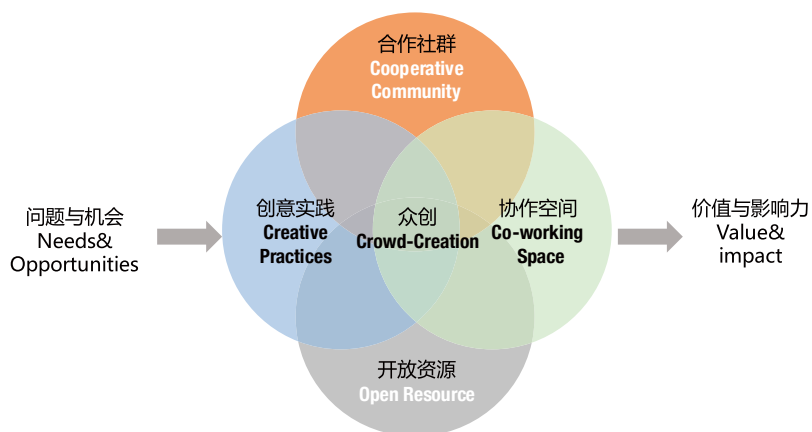 合作社群
Cooperative
Community
问题与机会
Needs&
Opportunities
创意实践
Creative
Practices
众创
Crowd-Creation
协作空间
Co-working
Space
价值与影响力
Value&
impact
开放资源
Open Resource